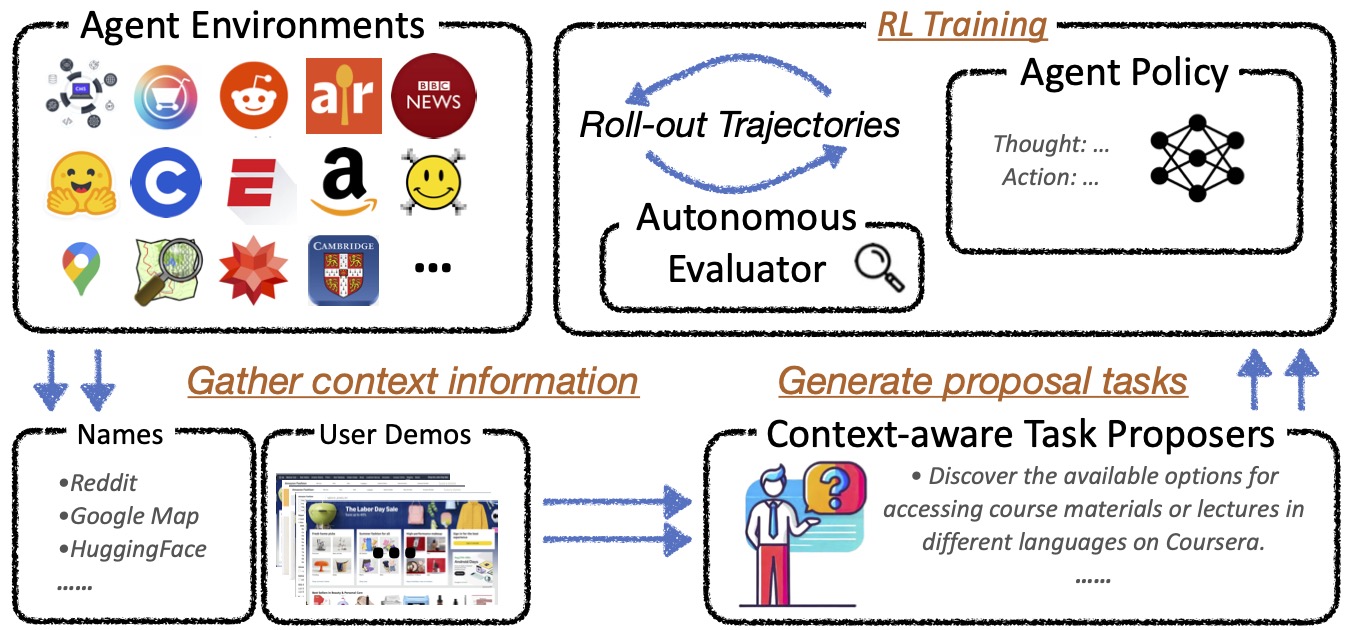 Agent Environments
CMS
aır
BBC
NEWS
C
E
a
CAMBRIDGE
...
RL Training
Roll-out Trajectories
Agent Policy
Thought: ...
Action: ...
Autonomous
Evaluator
Gather context information
Generate proposal tasks
Names
•Reddit
•Google Map
•HuggingFace
......
User Demos
The Labor Day Sale
Context-aware Task Proposers
?
• Discover the available options for
accessing course materials or lectures in
different languages on Coursera.
......